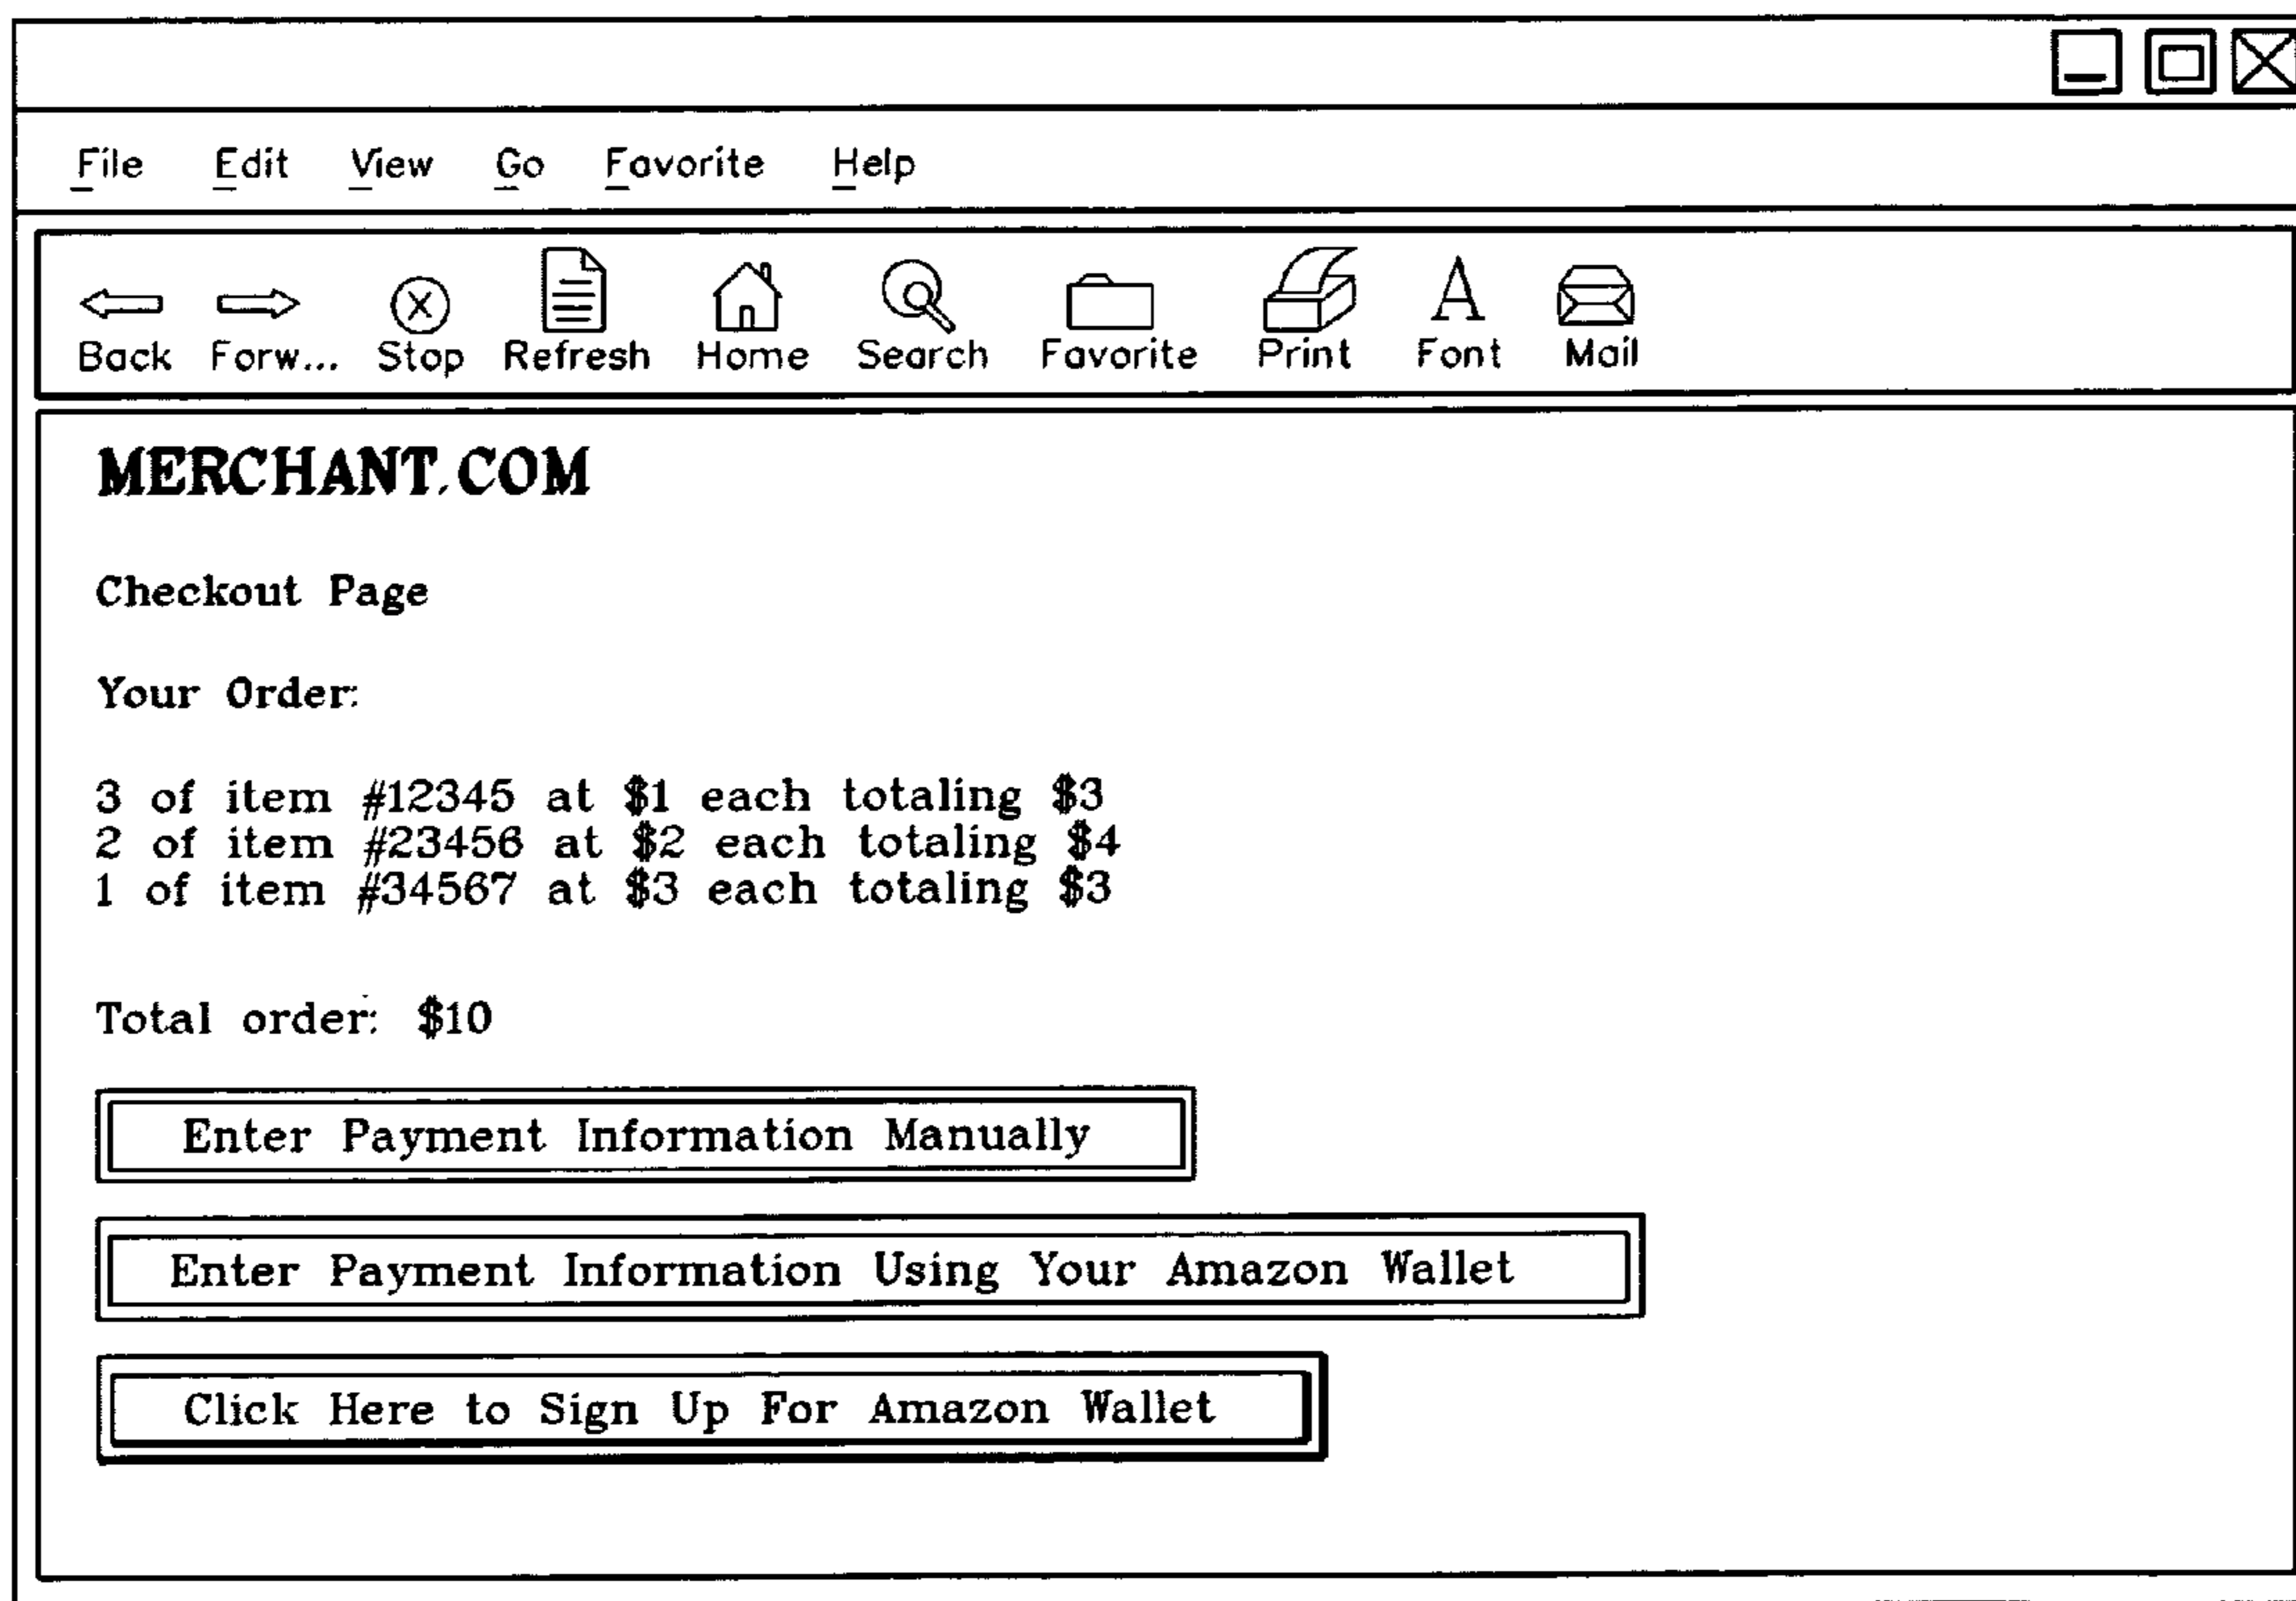 File Edit View Go Favorite Help
Back Forw... Stop Refresh Home Search Favorite Print Font Mail
MERCHANT.COM
Checkout Page
Your Order:
3 of item #12345 at $1 each totaling $3
2 of item #23456 at $2 each totaling $4
1 of item #34567 at $3 each totaling $3
Total order: $10
Enter Payment Information Manually
Enter Payment Information Using Your Amazon Wallet
Click Here to Sign Up For Amazon Wallet